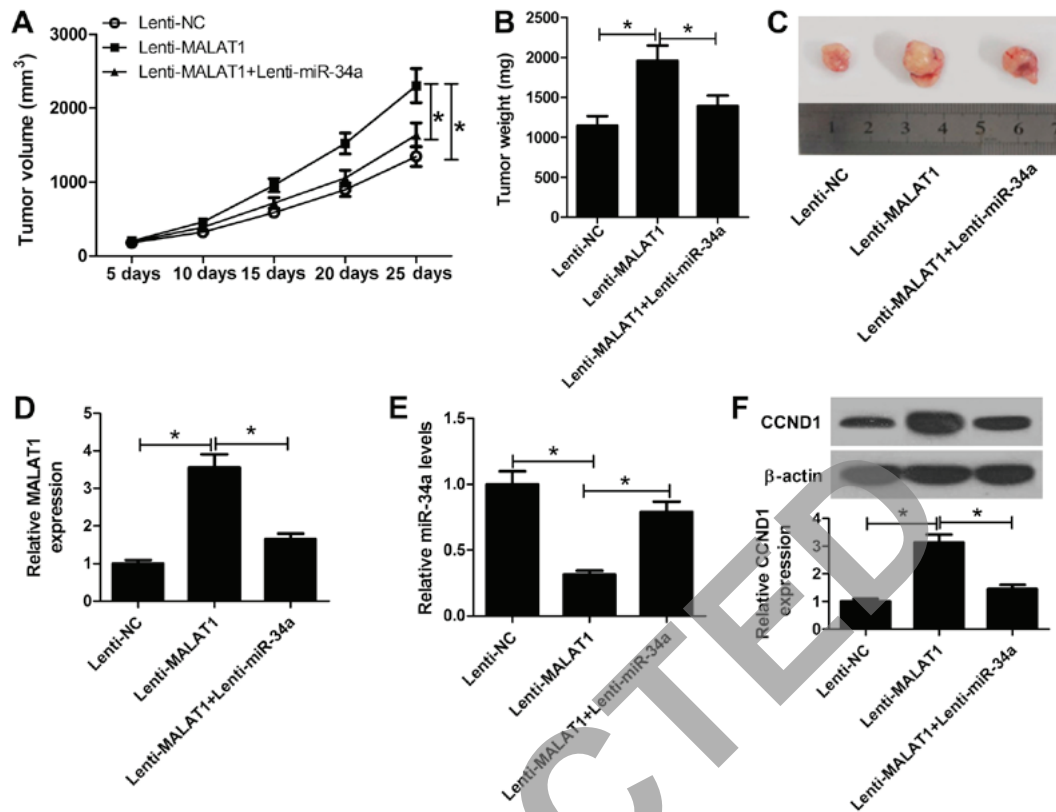 A
Lenti-NC
Lenti-MALAT1
Lenti-MALAT1+Lenti-miR-34a
Tumor volume (mm³)
3000
2000
1000
0
5 days 10 days 15 days 20 days 25 days
*
*
B
Tumor weight (mg)
2500
2000
1500
1000
500
0
* *
Lenti-NC
Lenti-MALAT1
Lenti-MALAT1+Lenti-miR-34a
C
1 2 3 4 5 6
Lenti-NC
Lenti-MALAT1
Lenti-MALAT1+Lenti-miR-34a
D
Relative MALAT1
expression
5
4
3
2
1
0
* *
Lenti-NC
Lenti-MALAT1
Lenti-MALAT1+Lenti-miR-34a
E
Relative miR-34a levels
1.5
1.0
0.5
0.0
*
*
Lenti-NC
Lenti-MALAT1
Lenti-MALAT1+Lenti-miR-34a
F
CCND1
β-actin
Relative CCND1
expression
4
3
2
1
0
* *
Lenti-NC
Lenti-MALAT1
Lenti-MALAT1+Lenti-miR-34a
CTED